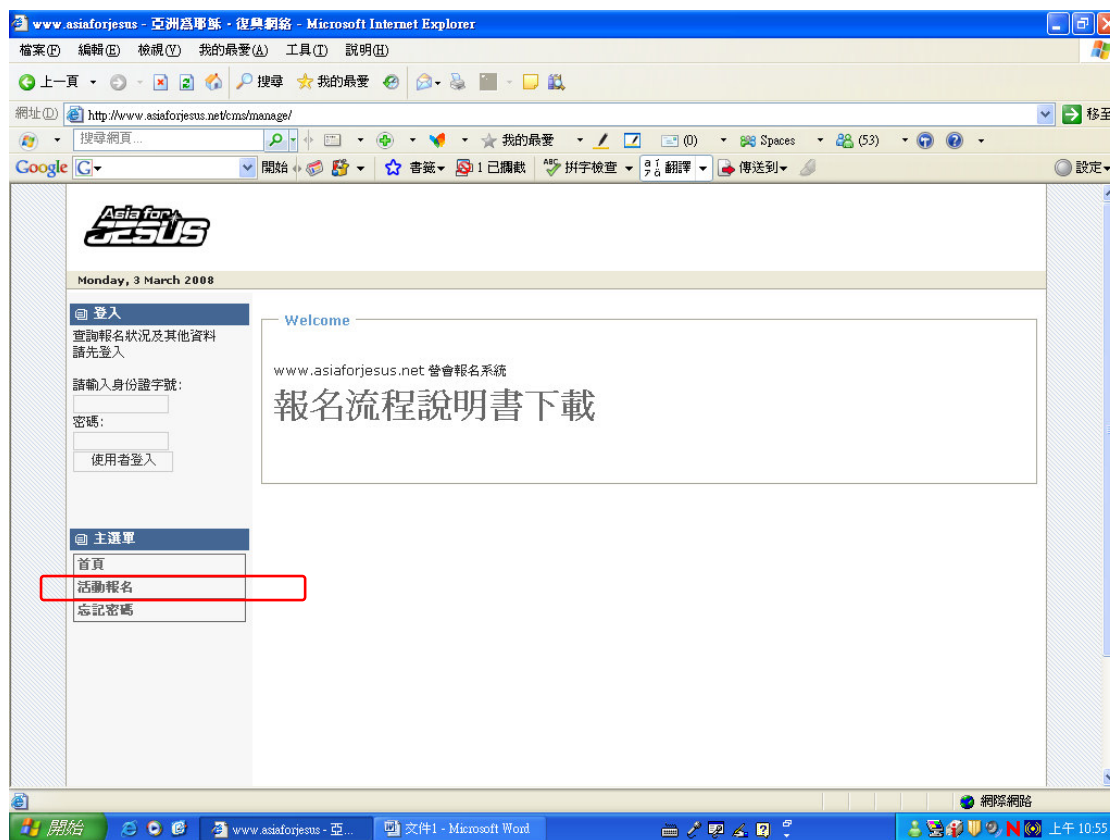 www.asiaforjesus - 亞洲為耶穌 - 復興網絡 - Microsoft Internet Explorer
檔案(F) 編輯(E) 檢視(V) 我的最愛(A) 工具(T) 說明(H)
上一頁 搜尋 我的最愛
網址(D) http://www.asiaforjesus.net/cms/manage/ 移至
搜尋網頁... 我的最愛 (0) Spaces (53)
Google G 開始 書籤 1 已攔截 ABC 拼字檢查 翻譯 傳送到 設定
Asia for JESUS
Monday, 3 March 2008
登入
查詢報名狀況及其他資料
請先登入
請輸入身份證字號:
密碼:
使用者登入
Welcome
www.asiaforjesus.net 營會報名系統
報名流程說明書下載
主選單
首頁
活動報名
忘記密碼
網際網路
開始 www.asiaforjesus - 亞... 文件1 - Microsoft Word 上午 10:55